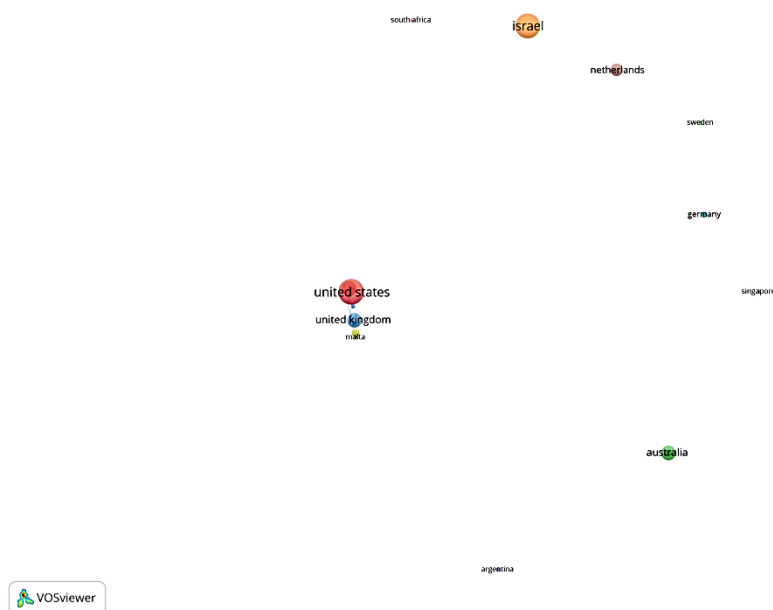 south africa
israel
netherlands
sweden
germany
united states
singapore
united kingdom
malta
australia
argentina
VOSviewer